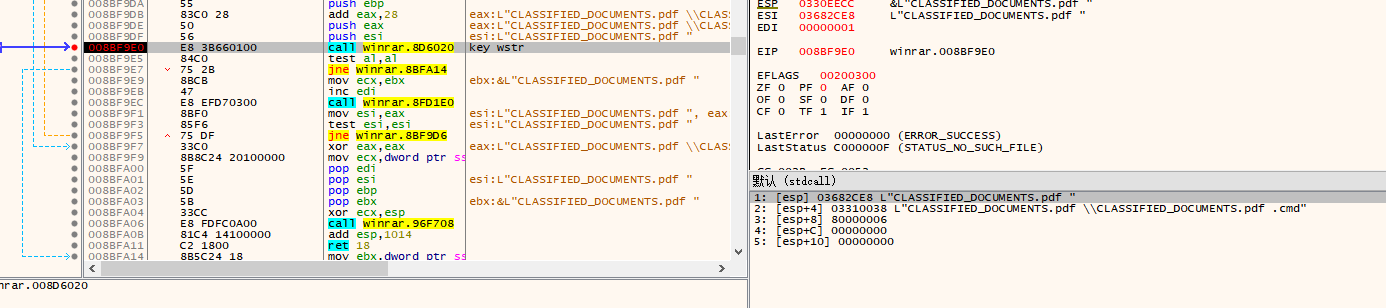 008BF9DA 55 push ebp
008BF9DB 83C0 28 add eax,28 eax:L"CLASSIFIED_DOCUMENTS.pdf \\CLAS
008BF9DE 50 push eax eax:L"CLASSIFIED_DOCUMENTS.pdf \\CLAS
008BF9DF 56 push esi esi:L"CLASSIFIED_DOCUMENTS.pdf "
008BF9E0 E8 3B660100 call winrar.8D6020 key wstr
008BF9E5 84C0 test al,al
008BF9E7 75 2B jne winrar.8BFA14
008BF9E9 8BCB mov ecx,ebx ebx:&L"CLASSIFIED_DOCUMENTS.pdf "
008BF9EB 47 inc edi
008BF9EC E8 EFD70300 call winrar.8FD1E0
008BF9F1 8BF0 mov esi,eax esi:L"CLASSIFIED_DOCUMENTS.pdf ", eax
008BF9F3 85F6 test esi,esi esi:L"CLASSIFIED_DOCUMENTS.pdf "
008BF9F5 75 DF jne winrar.8BF9D6
008BF9F7 33C0 xor eax,eax eax:L"CLASSIFIED_DOCUMENTS.pdf \\CLAS
008BF9F9 8B8C24 20100000 mov ecx,dword ptr ss
008BFA00 5F pop edi
008BFA01 5E pop esi esi:L"CLASSIFIED_DOCUMENTS.pdf "
008BFA02 5D pop ebp
008BFA03 5B pop ebx ebx:&L"CLASSIFIED_DOCUMENTS.pdf "
008BFA04 33CC xor ecx,esp
008BFA06 E8 FDFC0A00 call winrar.96F708
008BFA0B 81C4 14100000 add esp,1014
008BFA11 C2 1800 ret 18
008BFA14 8B5C24 18 mov ebx,dword ptr ss
nrar.008D6020
ESP 0330EECC &L"CLASSIFIED_DOCUMENTS.pdf "
ESI 03682CE8 L"CLASSIFIED_DOCUMENTS.pdf "
EDI 00000001
EIP 008BF9E0 winrar.008BF9E0
EFLAGS 00200300
ZF 0 PF 0 AF 0
OF 0 SF 0 DF 0
CF 0 TF 1 IF 1
LastError 00000000 (ERROR_SUCCESS)
LastStatus C000000F (STATUS_NO_SUCH_FILE)
默认 (stdcall)
1: [esp] 03682CE8 L"CLASSIFIED_DOCUMENTS.pdf "
2: [esp+4] 03310038 L"CLASSIFIED_DOCUMENTS.pdf \\CLASSIFIED_DOCUMENTS.pdf .cmd"
3: [esp+8] 80000006
4: [esp+C] 00000000
5: [esp+10] 00000000